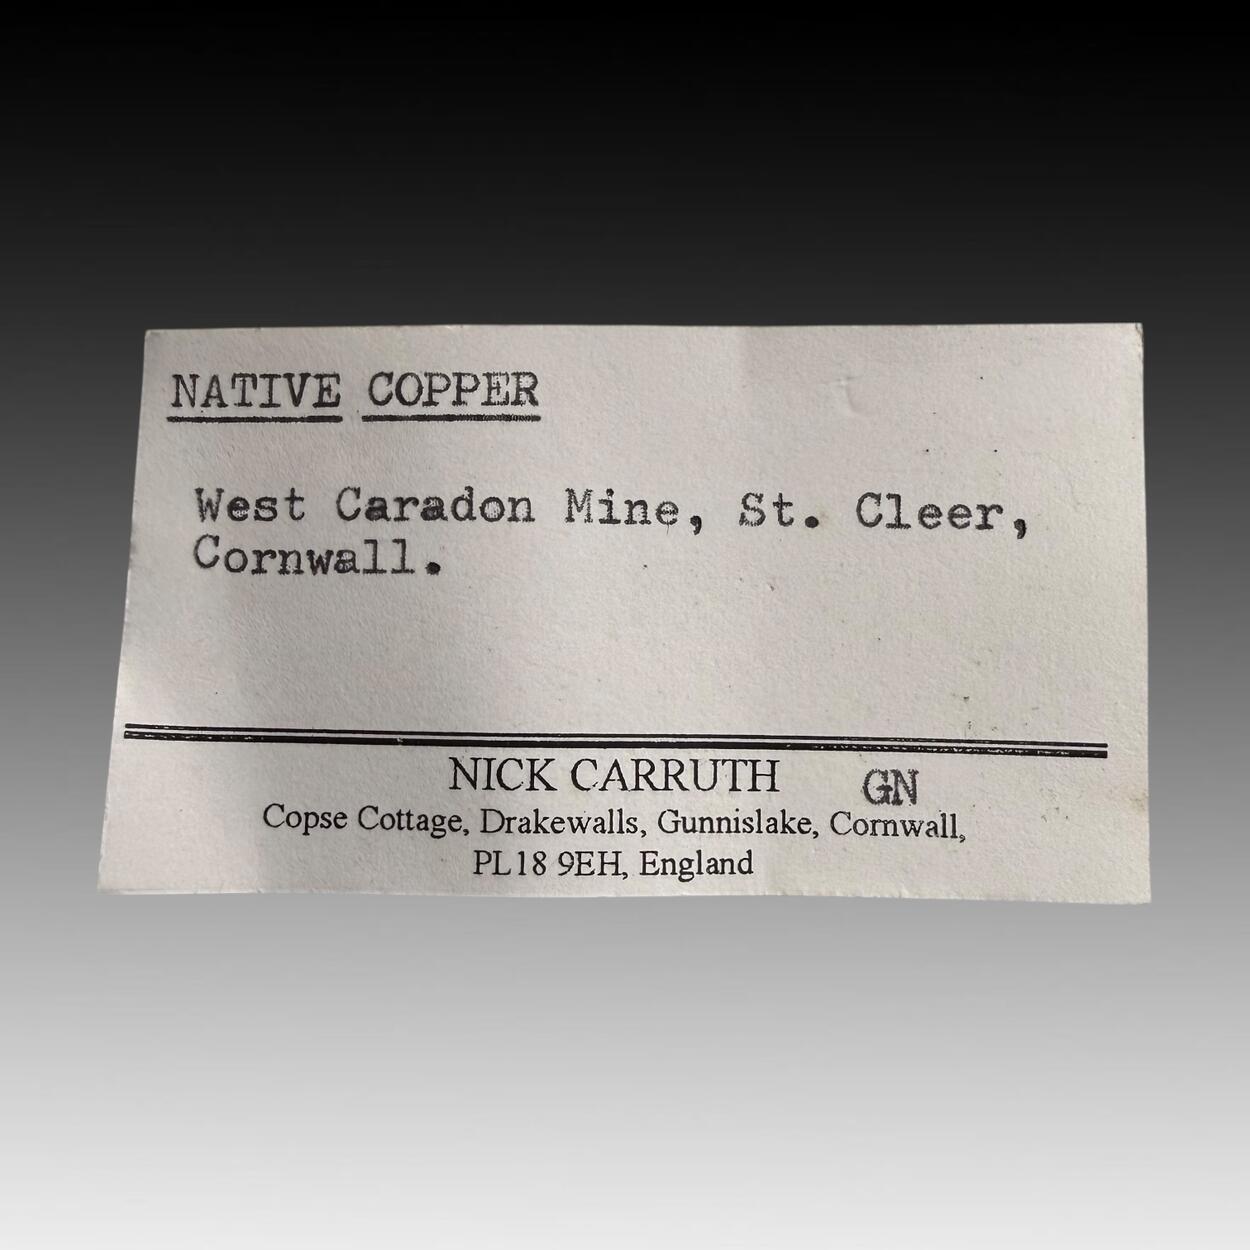 NATIVE COPPER
West Caradon Mine, St. Cleer,
Cornwall.
NICK CARRUTH GN
Copse Cottage, Drakewalls, Gunnislake, Cornwall,
PL18 9EH, England